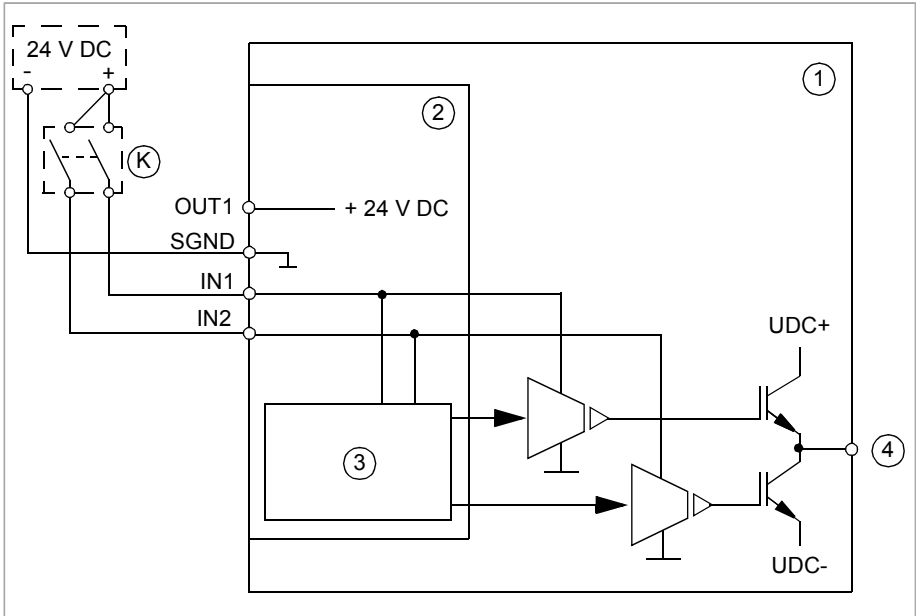 24 V DC
- +
1
2
K
OUT1
+ 24 V DC
SGND
IN1
IN2
UDC+
3
4
UDC-